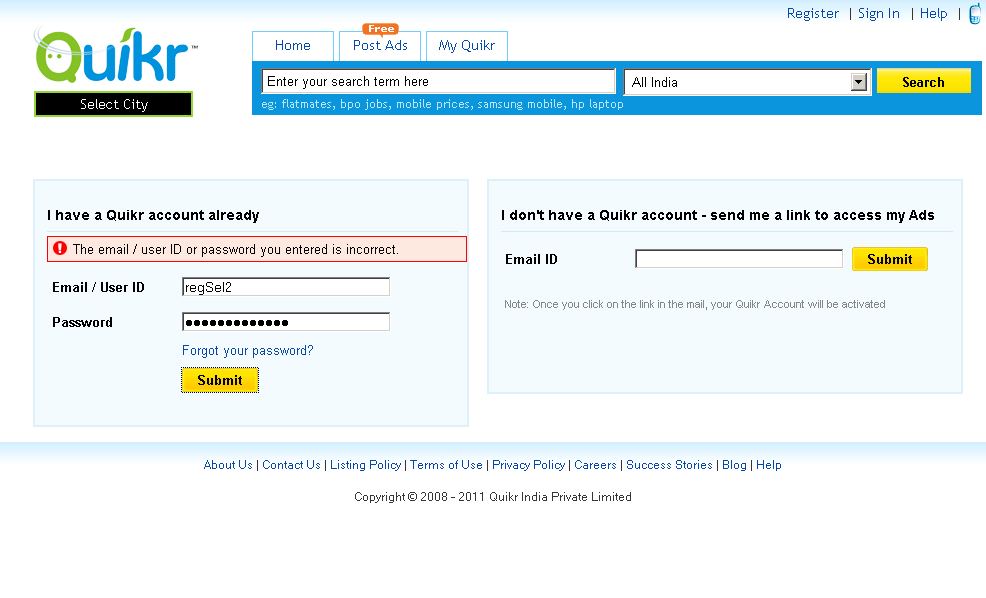 Register | Sign In | Help |
Quikr™
Free
Home
Post Ads
My Quikr
Select City
Enter your search term here
All India
Search
eg: flatmates, bpo jobs, mobile prices, samsung mobile, hp laptop
I have a Quikr account already
The email / user ID or password you entered is incorrect.
Email / User ID
regSel2
Password
Forgot your password?
Submit
I don't have a Quikr account - send me a link to access my Ads
Email ID
Submit
Note: Once you click on the link in the mail, your Quikr Account will be activated
About Us | Contact Us | Listing Policy | Terms of Use | Privacy Policy | Careers | Success Stories | Blog | Help
Copyright © 2008 - 2011 Quikr India Private Limited